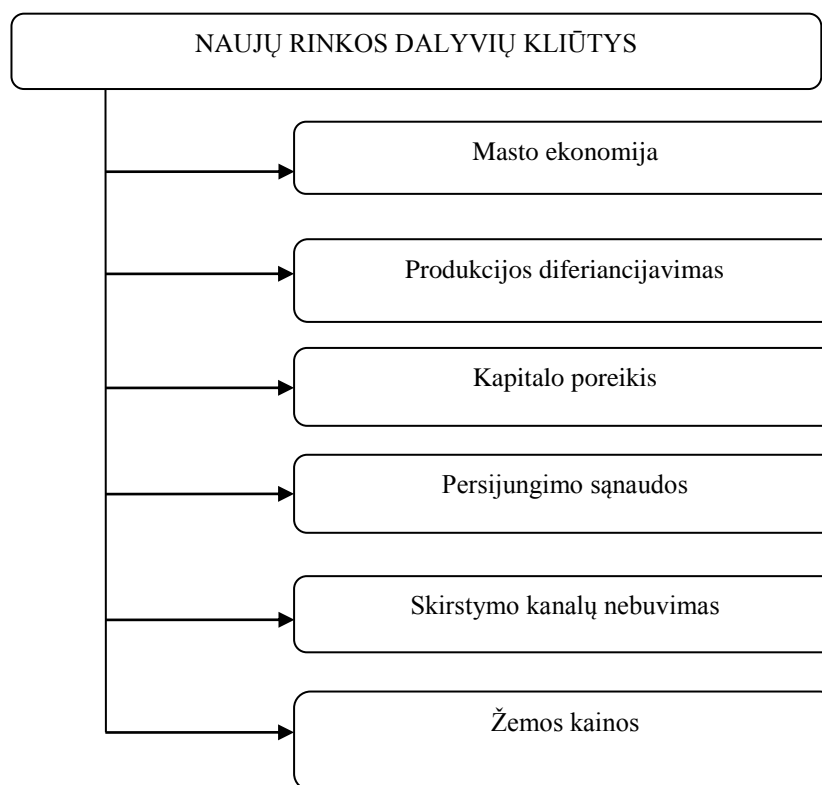 NAUJŲ RINKOS DALYVIŲ KLIŪTYS
Masto ekonomija
Produkcijos diferiancijavimas
Kapitalo poreikis
Persijungimo sąnaudos
Skirstymo kanalų nebuvimas
Žemos kainos